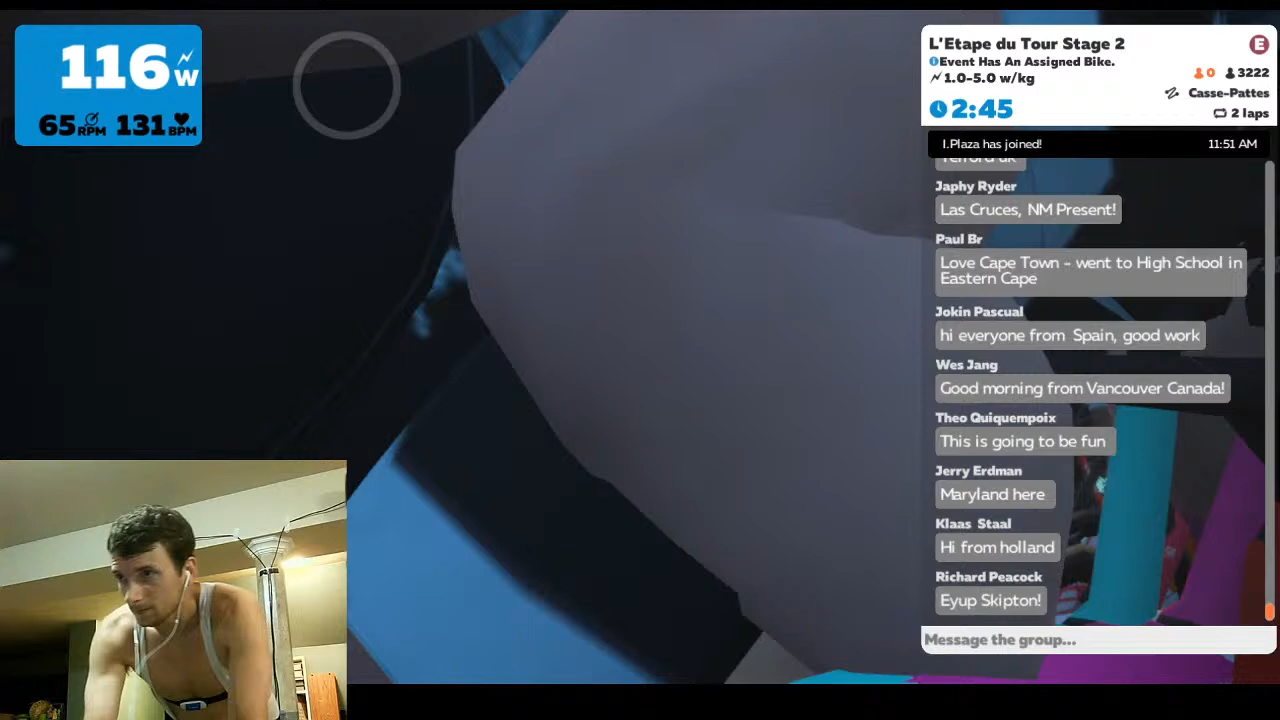 116 W
65 RPM 131 BPM
L'Etape du Tour Stage 2
E
Event Has An Assigned Bike.
1.0-5.0 w/kg
0 3222
Casse-Pattes
2:45
2 laps
I.Plaza has joined! 11:51 AM
Japhy Ryder
Las Cruces, NM Present!
Paul Br
Love Cape Town - went to High School in
Eastern Cape
Jokin Pascual
hi everyone from Spain, good work
Wes Jang
Good morning from Vancouver Canada!
Theo Quiquempoix
This is going to be fun
Jerry Erdman
Maryland here
Klaas Staal
Hi from holland
Richard Peacock
Eyup Skipton!
Message the group...